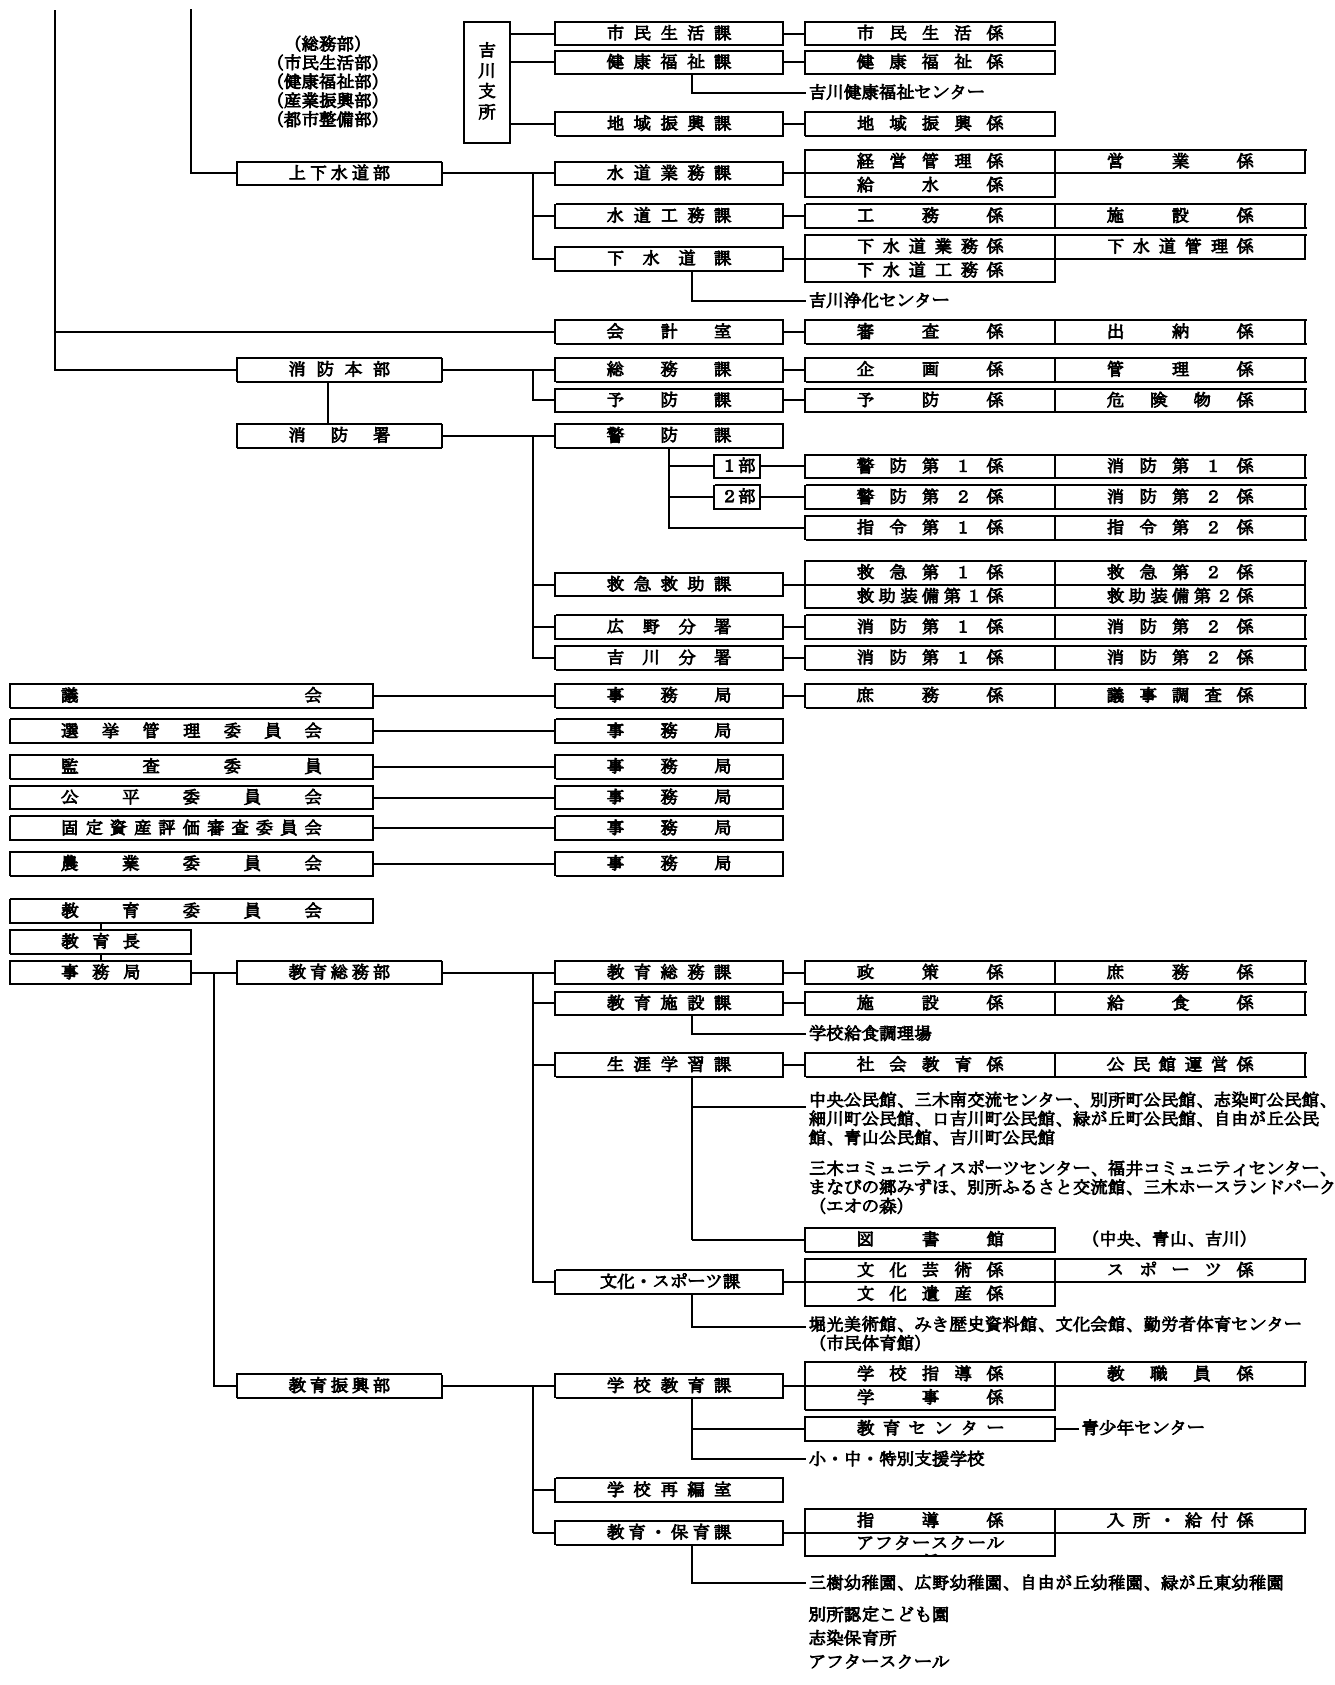 （総務部）
（市民生活部）
（健康福祉部）
（産業振興部）
（都市整備部）
吉川支所
市民生活課 市民生活係
健康福祉課 健康福祉係
吉川健康福祉センター
地域振興課 地域振興係
上下水道部 水道業務課 経営管理係 営業係
給水係
水道工務課 工務係 施設係
下水道課 下水道業務係 下水道管理係
下水道工務係
吉川浄化センター
会計室 審査係 出納係
消防本部 総務課 企画係 管理係
予防課 予防係 危険物係
消防署 警防課
１部 警防第１係 消防第１係
２部 警防第２係 消防第２係
指令第１係 指令第２係
救急救助課 救急第１係 救急第２係
救助装備第１係 救助装備第２係
広野分署 消防第１係 消防第２係
吉川分署 消防第１係 消防第２係
議会 事務局 庶務係 議事調査係
選挙管理委員会 事務局
監査委員 事務局
公平委員会 事務局
固定資産評価審査委員会 事務局
農業委員会 事務局
教育委員会
教育長
事務局 教育総務部 教育総務課 政策係 庶務係
教育施設課 施設係 給食係
学校給食調理場
生涯学習課 社会教育係 公民館運営係
中央公民館、三木南交流センター、別所町公民館、志染町公民館、
細川町公民館、口吉川町公民館、緑が丘町公民館、自由が丘公民
館、青山公民館、吉川町公民館
三木コミュニティスポーツセンター、福井コミュニティセンター、
まなびの郷みずほ、別所ふるさと交流館、三木ホースランドパーク
（エオの森）
図書館 （中央、青山、吉川）
文化・スポーツ課 文化芸術係 スポーツ係
文化遺産係
堀光美術館、みき歴史資料館、文化会館、勤労者体育センター
（市民体育館）
教育振興部 学校教育課 学校指導係 教職員係
学事係
教育センター 青少年センター
小・中・特別支援学校
学校再編室
教育・保育課 指導係 入所・給付係
アフタースクール
三樹幼稚園、広野幼稚園、自由が丘幼稚園、緑が丘東幼稚園
別所認定こども園
志染保育所
アフタースクール